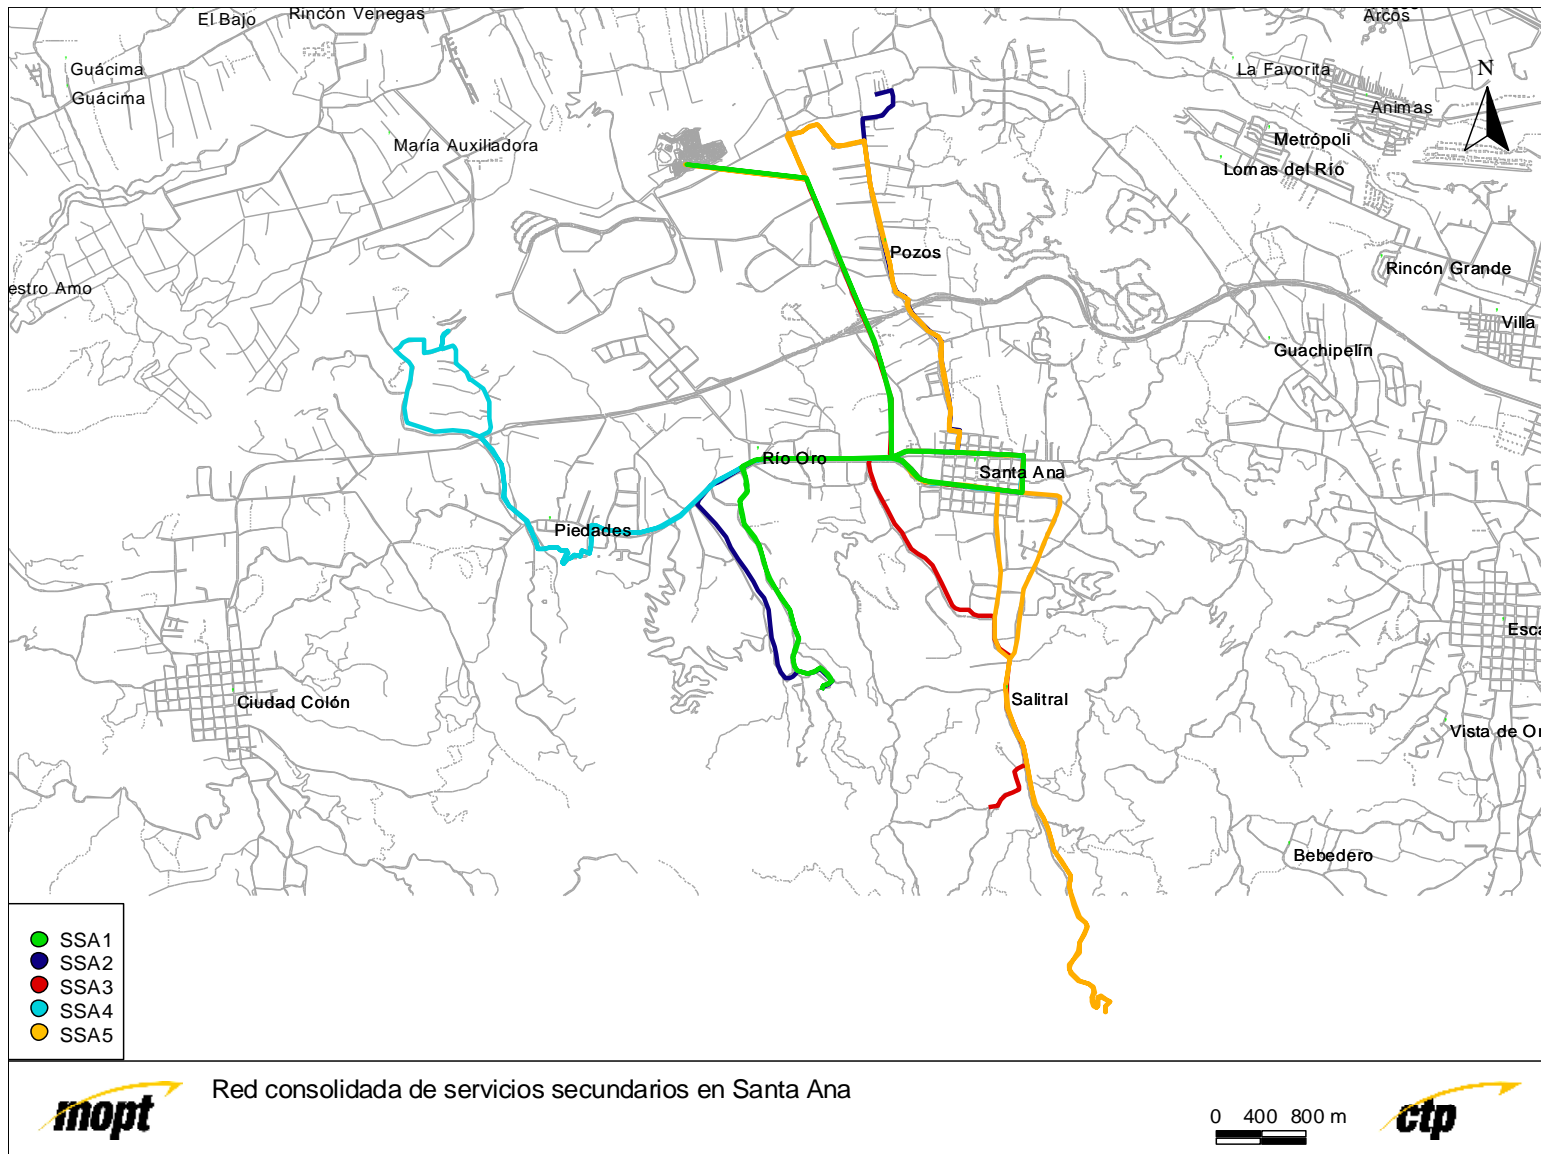 Arcos
El Bajo
Rincón Venegas
Guácima
Guácima
La Favorita
N
Animas
María Auxiliadora
Metrópoli
Lomas del Río
Pozos
Rincón Grande
estro Amo
Villa
Guachipelín
Río Oro
Santa Ana
Piedades
Esca
Ciudad Colón
Salitral
Vista de Or
Bebedero
SSA1
SSA2
SSA3
SSA4
SSA5
mopt
Red consolidada de servicios secundarios en Santa Ana
0 400 800 m
ctp